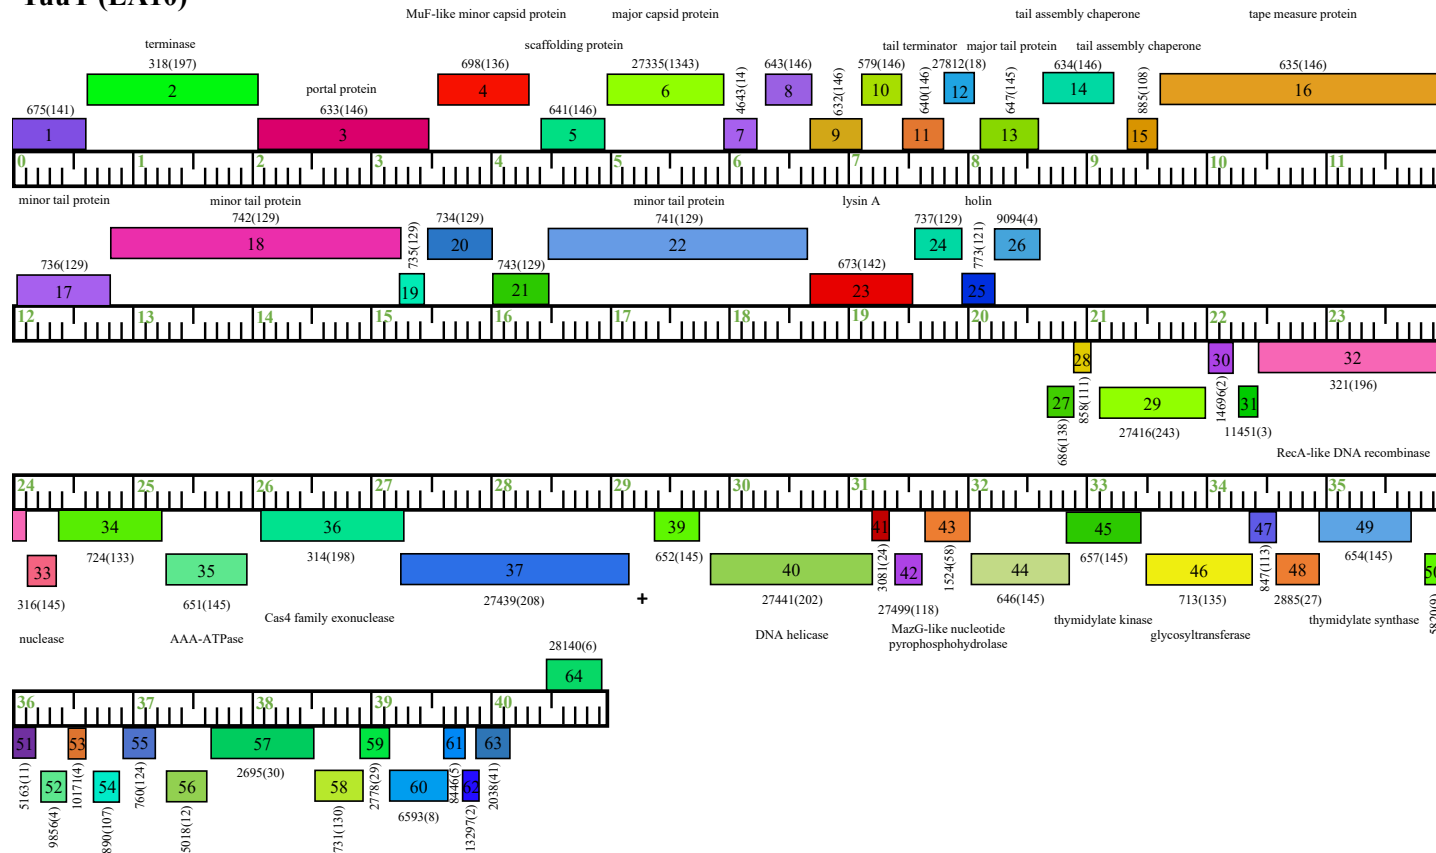 MuF-like minor capsid protein major capsid protein tail assembly chaperone tape measure protein
terminase scaffolding protein tail terminator major tail protein tail assembly chaperone
318(197) 698(136) 27335(1343) 643(146) 579(146) 27812(18) 634(146) 635(146)
2 4 6 4643(14) 8 632(146) 10 640(146) 12 647(145) 14 885(108) 16
portal protein
675(141) 633(146) 641(146)
1 3 5 7 9 11 13 15
0 1 2 3 4 5 6 7 8 9 10 11
minor tail protein minor tail protein minor tail protein lysin A holin
742(129) 734(129) 741(129) 737(129) 9094(4)
18 735(129) 20 22 24 773(121) 26
736(129) 743(129) 673(142)
17 19 21 23 25
12 13 14 15 16 17 18 19 20 21 22 23
28 30 32
858(111) 14696(2) 321(196)
27 29 31
686(138) 27416(243) 11451(3)
RecA-like DNA recombinase
24 25 26 27 28 29 30 31 32 33 34 35
34 36 39 41 43 45 47 49
724(133) 314(198) 652(145) 3081(24) 1524(58) 657(145) 847(113) 654(145)
33 35 37 40 42 44 46 48
316(145) 651(145) 27439(208) + 27441(202) 27499(118) 646(145) 713(135) 2885(27) 5820(9)
nuclease AAA-ATPase Cas4 family exonuclease DNA helicase MazG-like nucleotide thymidylate kinase glycosyltransferase thymidylate synthase
pyrophosphohydrolase
28140(6)
64
36 37 38 39 40
51 53 55 57 59 61 63
5163(11) 10171(4) 760(124) 2695(30) 2778(29) 8446(5) 2038(41)
52 54 56 58 60 62
9856(4) 890(107) 5018(12) 731(130) 6593(8) 13297(2)